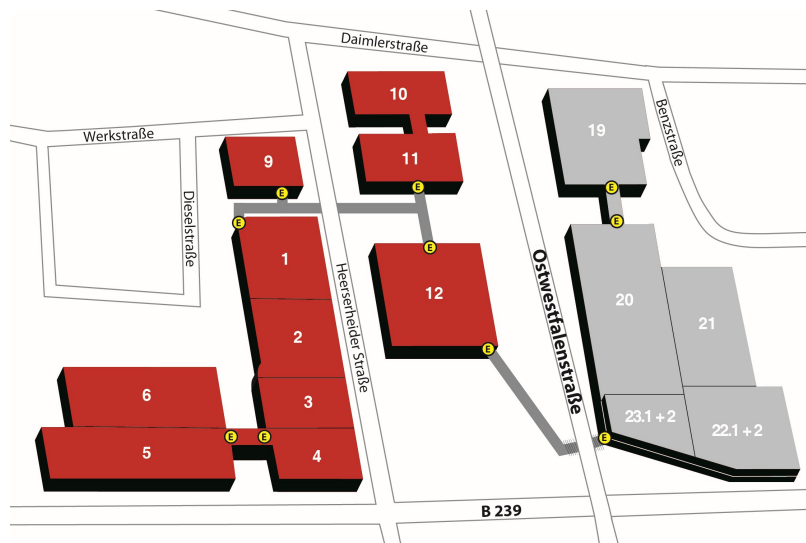 Daimlerstraße
Werkstraße
Dieselstraße
Benzstraße
Heerserheider Straße
Ostwestfalenstraße
B 239
10
11
19
9
E
E
E
E
E
E
1
12
20
21
2
E
6
3
23.1 + 2
22.1 + 2
E
E
E
5
4